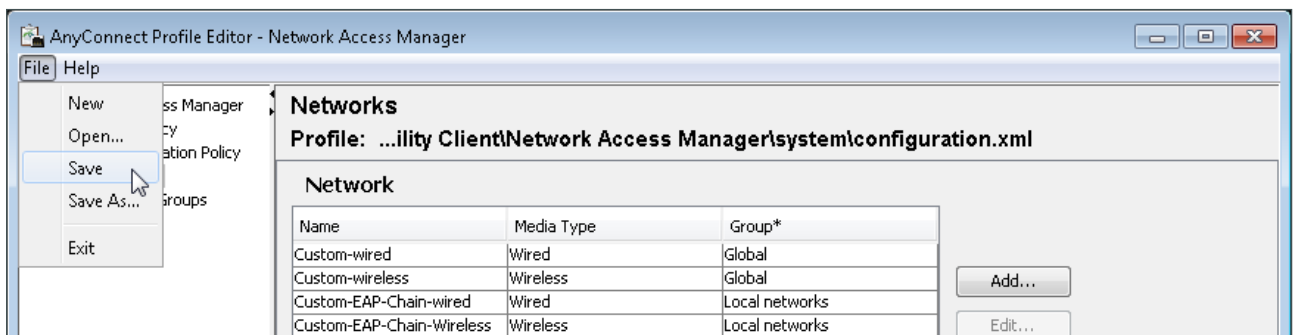 AnyConnect Profile Editor - Network Access Manager
File Help
New
Open...
Save
Save As...
Exit
ss Manager
cy
ation Policy
Groups
Networks
Profile: ...ility Client\Network Access Manager\system\configuration.xml
Network
Name Media Type Group*
Custom-wired Wired Global
Custom-wireless Wireless Global
Custom-EAP-Chain-wired Wired Local networks
Custom-EAP-Chain-Wireless Wireless Local networks
Add...
Edit...